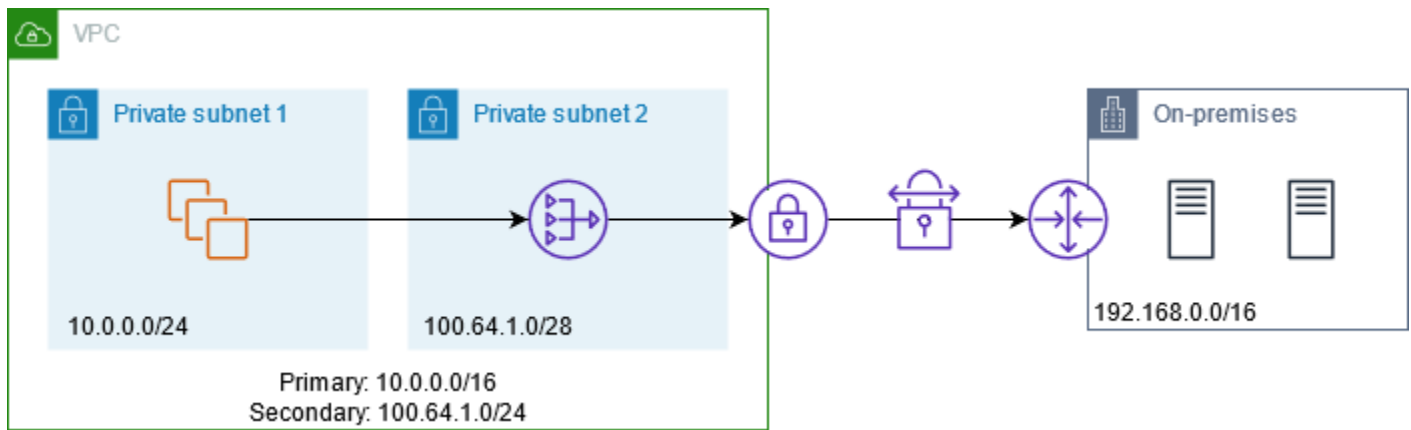 VPC
Private subnet 1
Private subnet 2
On-premises
10.0.0.0/24
100.64.1.0/28
192.168.0.0/16
Primary: 10.0.0.0/16
Secondary: 100.64.1.0/24